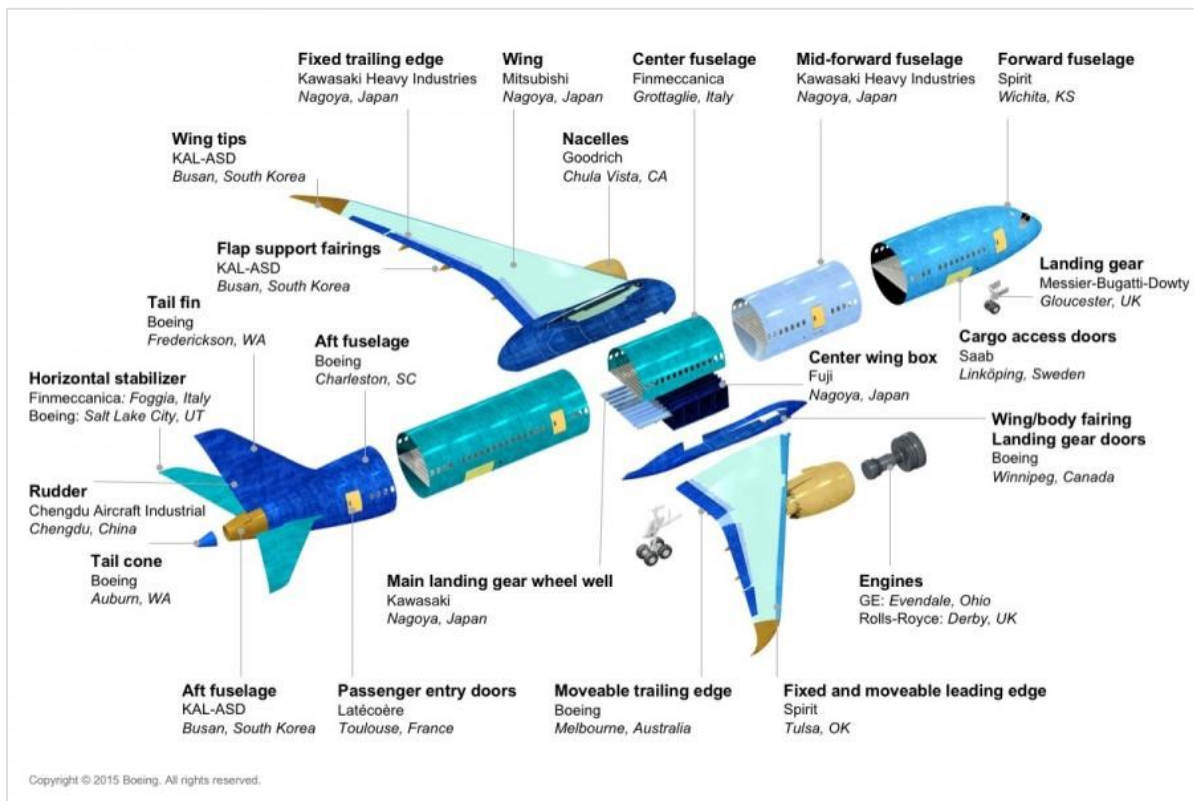 Fixed trailing edge
Kawasaki Heavy Industries
Nagoya, Japan
Wing
Mitsubishi
Nagoya, Japan
Center fuselage
Finmeccanica
Grottaglie, Italy
Mid-forward fuselage
Kawasaki Heavy Industries
Nagoya, Japan
Forward fuselage
Spirit
Wichita, KS
Wing tips
KAL-ASD
Busan, South Korea
Nacelles
Goodrich
Chula Vista, CA
Flap support fairings
KAL-ASD
Busan, South Korea
Landing gear
Messier-Bugatti-Dowty
Gloucester, UK
Tail fin
Boeing
Frederickson, WA
Aft fuselage
Boeing
Charleston, SC
Cargo access doors
Saab
Linköping, Sweden
Center wing box
Fuji
Nagoya, Japan
Horizontal stabilizer
Finmeccanica: Foggia, Italy
Boeing: Salt Lake City, UT
Wing/body fairing
Landing gear doors
Boeing
Winnipeg, Canada
Rudder
Chengdu Aircraft Industrial
Chengdu, China
Tail cone
Boeing
Auburn, WA
Main landing gear wheel well
Kawasaki
Nagoya, Japan
Engines
GE: Evendale, Ohio
Rolls-Royce: Derby, UK
Aft fuselage
KAL-ASD
Busan, South Korea
Passenger entry doors
Latécoère
Toulouse, France
Moveable trailing edge
Boeing
Melbourne, Australia
Fixed and moveable leading edge
Spirit
Tulsa, OK
Copyright © 2015 Boeing. All rights reserved.